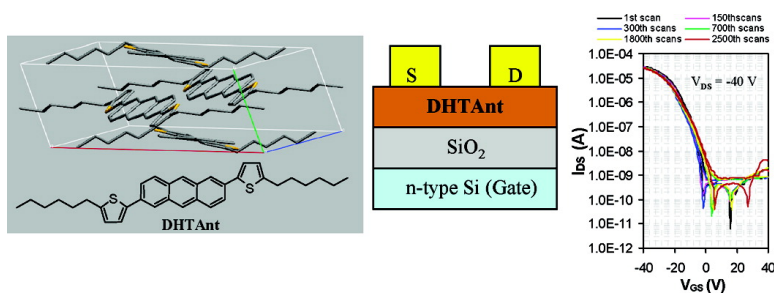 DHTAnt
S
S
S D
DHTAnt
SiO2
n-type Si (Gate)
1st scan 150thscans
300th scans 700th scans
1800th scans 2500th scans
VDS = -40 V
IDS (A)
1.0E-04
1.0E-05
1.0E-06
1.0E-07
1.0E-08
1.0E-09
1.0E-10
1.0E-11
1.0E-12
-40 -20 0 20 40
VGS (V)